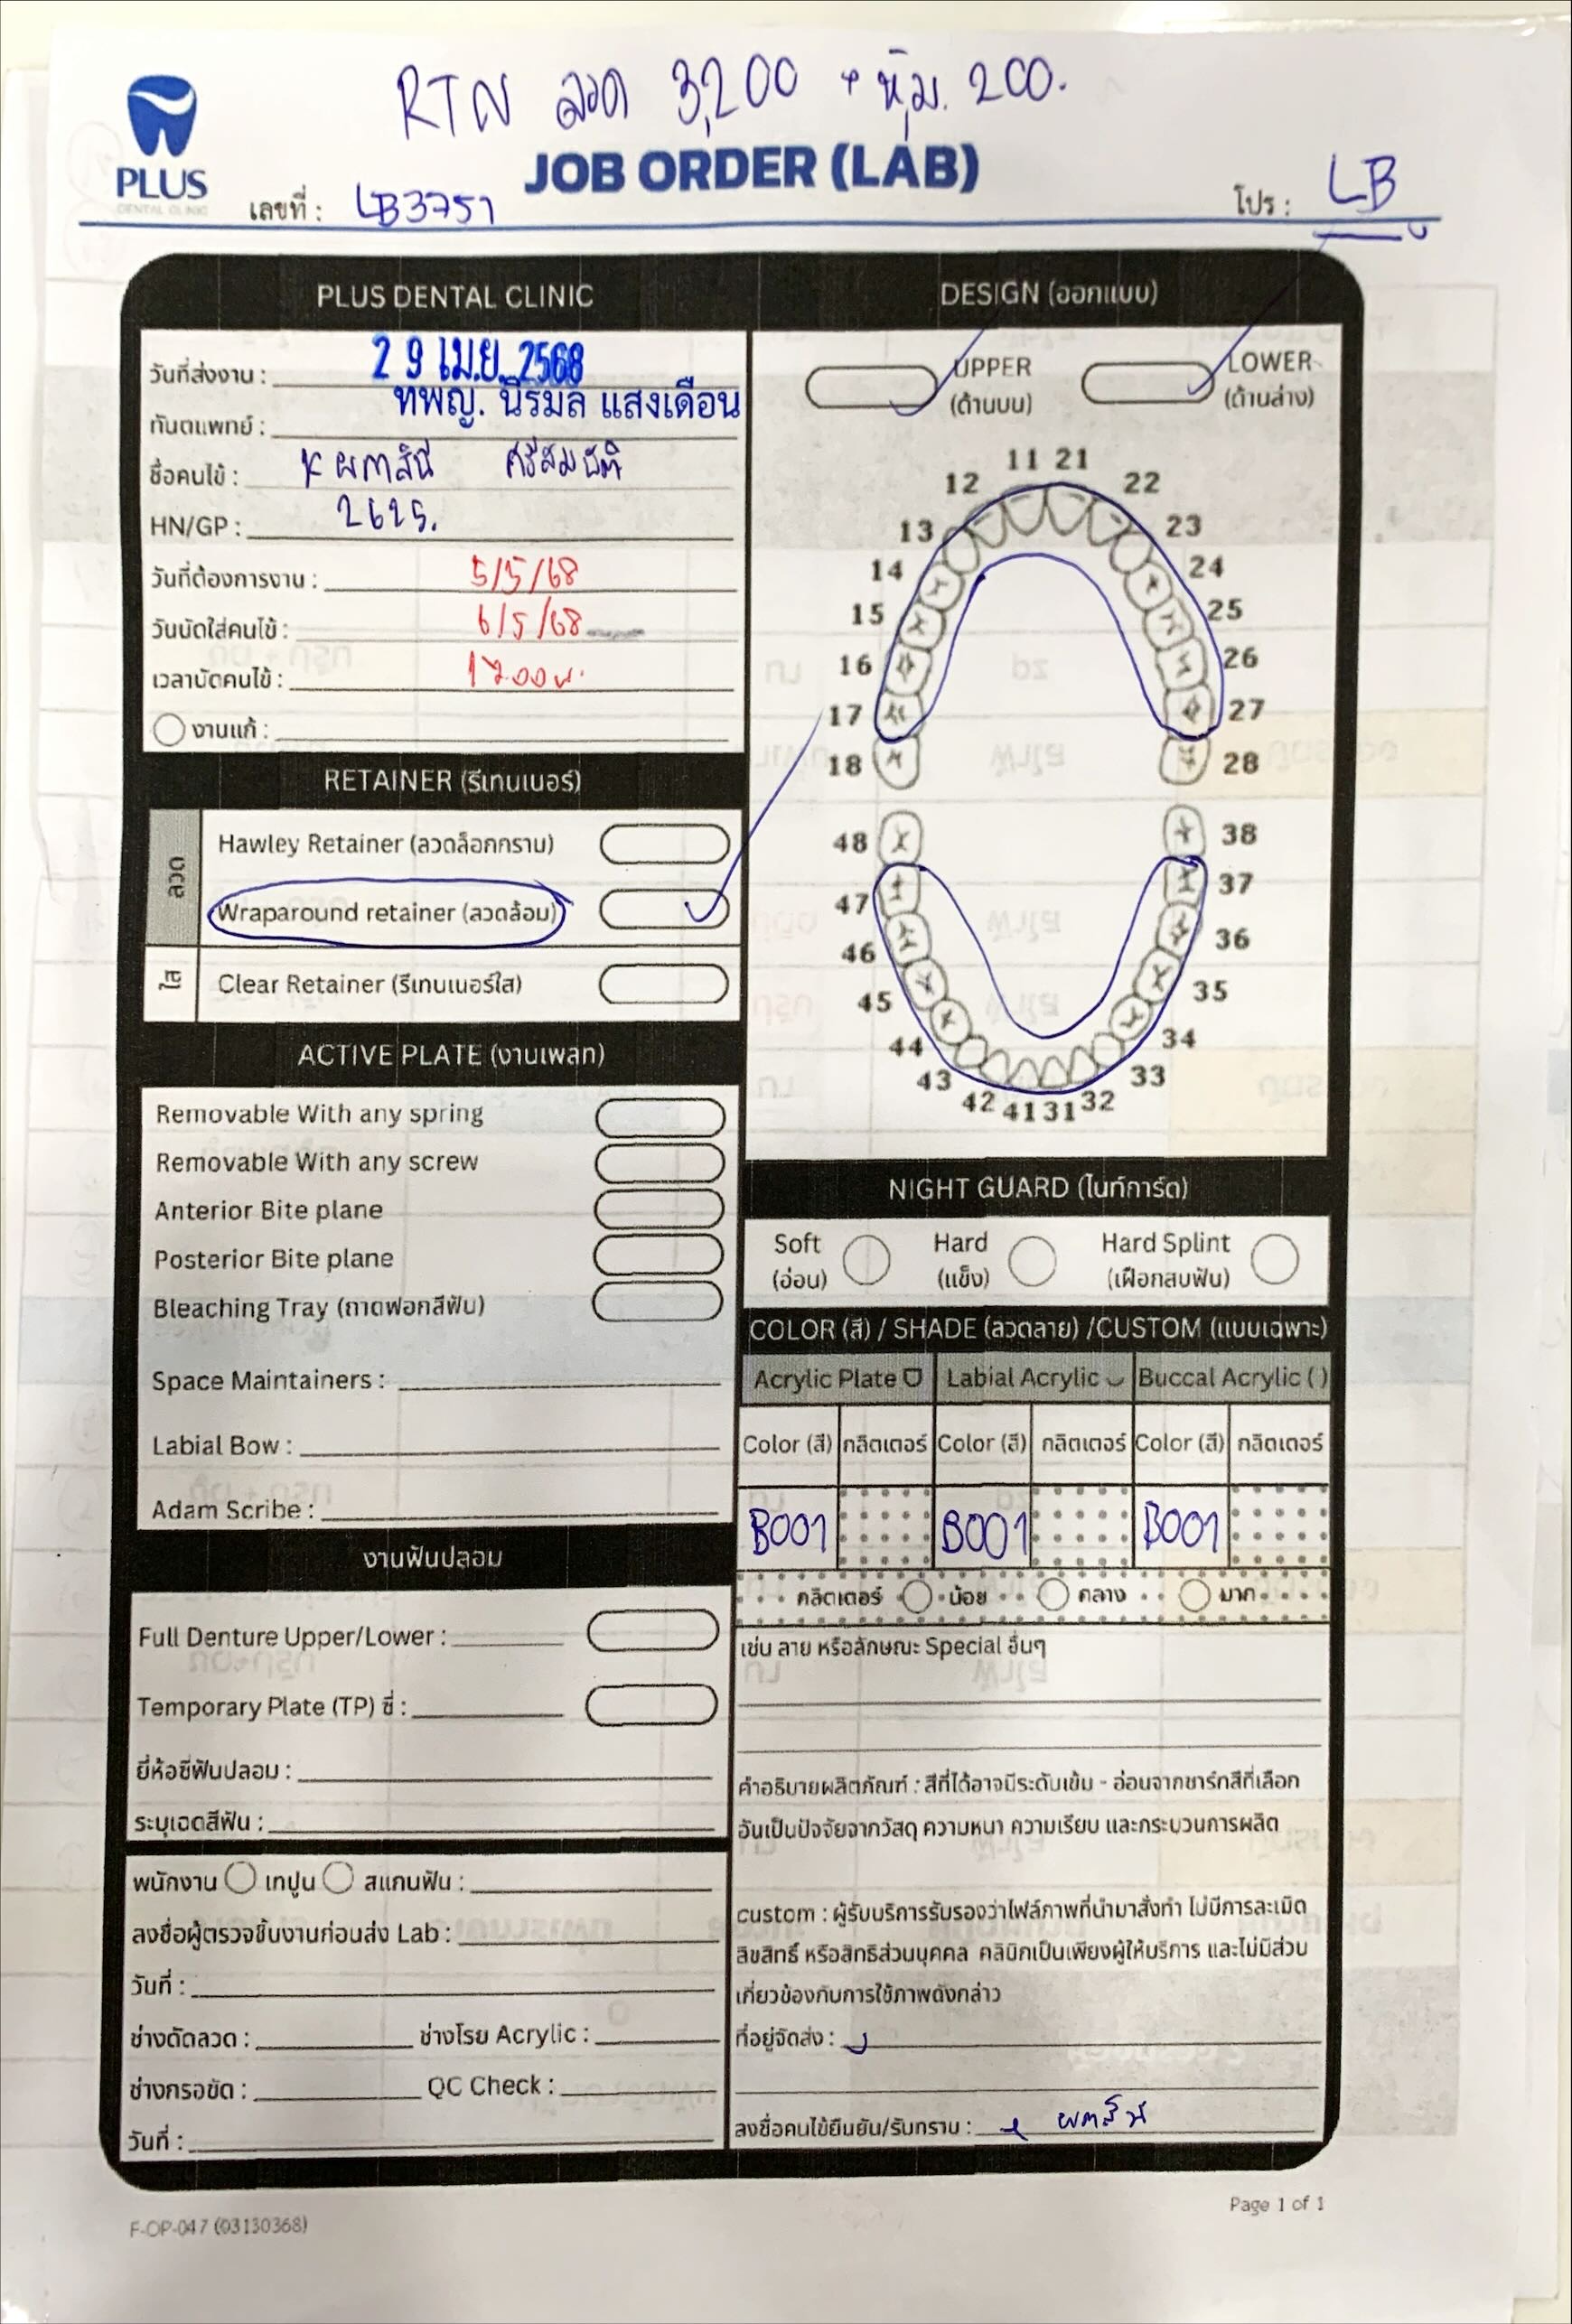 RTN ลวด 3,200 + หุ้ม. 200.
PLUS
DENTAL CLINIC
JOB ORDER (LAB)
เลขที่ : LB3751
โปร : LB
PLUS DENTAL CLINIC
วันที่ส่งงาน : 29 เม.ย. 2568
ทันตแพทย์ : ทพญ. นิรมล แสงเดือน
ชื่อคนไข้ :
HN/GP : 2625.
วันที่ต้องการงาน : 5/5/68
วันนัดใส่คนไข้ : 6/5/68
เวลานัดคนไข้ : 17.00 น.
งานแก้ :
DESIGN (ออกแบบ)
UPPER
(ด้านบน)
LOWER
(ด้านล่าง)
11 21
12 22
13 23
14 24
15 25
16 26
17 27
18 28
48 38
47 37
46 36
45 35
44 34
43 33
42 41 31 32
RETAINER (รีเทนเนอร์)
ลวด
Hawley Retainer (ลวดล็อกกราม)
Wraparound retainer (ลวดล้อม)
ใส
Clear Retainer (รีเทนเนอร์ใส)
ACTIVE PLATE (งานเพลท)
Removable With any spring
Removable With any screw
Anterior Bite plane
Posterior Bite plane
Bleaching Tray (ถาดฟอกสีฟัน)
Space Maintainers :
Labial Bow :
Adam Scribe :
งานฟันปลอม
Full Denture Upper/Lower :
Temporary Plate (TP) ซี่ :
ยี่ห้อซี่ฟันปลอม :
ระบุเฉดสีฟัน :
พนักงาน เทปูน สแกนฟัน :
ลงชื่อผู้ตรวจชิ้นงานก่อนส่ง Lab :
วันที่ :
ช่างดัดลวด : ช่างโรย Acrylic :
ช่างกรอขัด : QC Check :
วันที่ :
NIGHT GUARD (ไนท์การ์ด)
Soft
(อ่อน)
Hard
(แข็ง)
Hard Splint
(เฝือกสบฟัน)
COLOR (สี) / SHADE (ลวดลาย) /CUSTOM (แบบเฉพาะ)
Acrylic Plate Labial Acrylic Buccal Acrylic ( )
Color (สี) กลิตเตอร์ Color (สี) กลิตเตอร์ Color (สี) กลิตเตอร์
B001 B001 B001
กลิตเตอร์ น้อย กลาง มาก
เช่น ลาย หรือลักษณะ Special อื่นๆ
คำอธิบายผลิตภัณฑ์ : สีที่ได้อาจมีระดับเข้ม - อ่อนจากชาร์ทสีที่เลือก
อันเป็นปัจจัยจากวัสดุ ความหนา ความเรียบ และกระบวนการผลิต
custom : ผู้รับบริการรับรองว่าไฟล์ภาพที่นำมาสั่งทำ ไม่มีการละเมิด
ลิขสิทธิ์ หรือสิทธิส่วนบุคคล คลินิกเป็นเพียงผู้ให้บริการ และไม่มีส่วน
เกี่ยวข้องกับการใช้ภาพดังกล่าว
ที่อยู่จัดส่ง :
ลงชื่อคนไข้ยืนยัน/รับทราบ :
F-OP-047 (03130368)
Page 1 of 1